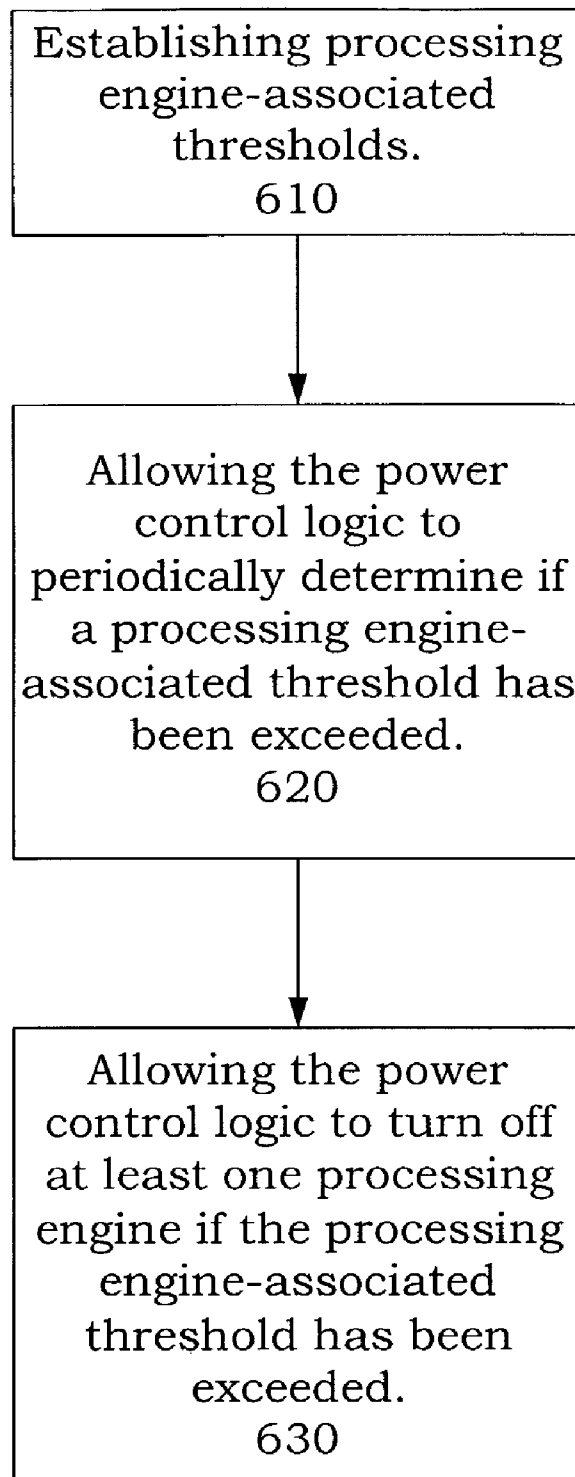 Establishing processing
engine-associated
thresholds.
610
Allowing the power
control logic to
periodically determine if
a processing engine-
associated threshold has
been exceeded.
620
Allowing the power
control logic to turn off
at least one processing
engine if the processing
engine-associated
threshold has been
exceeded.
630